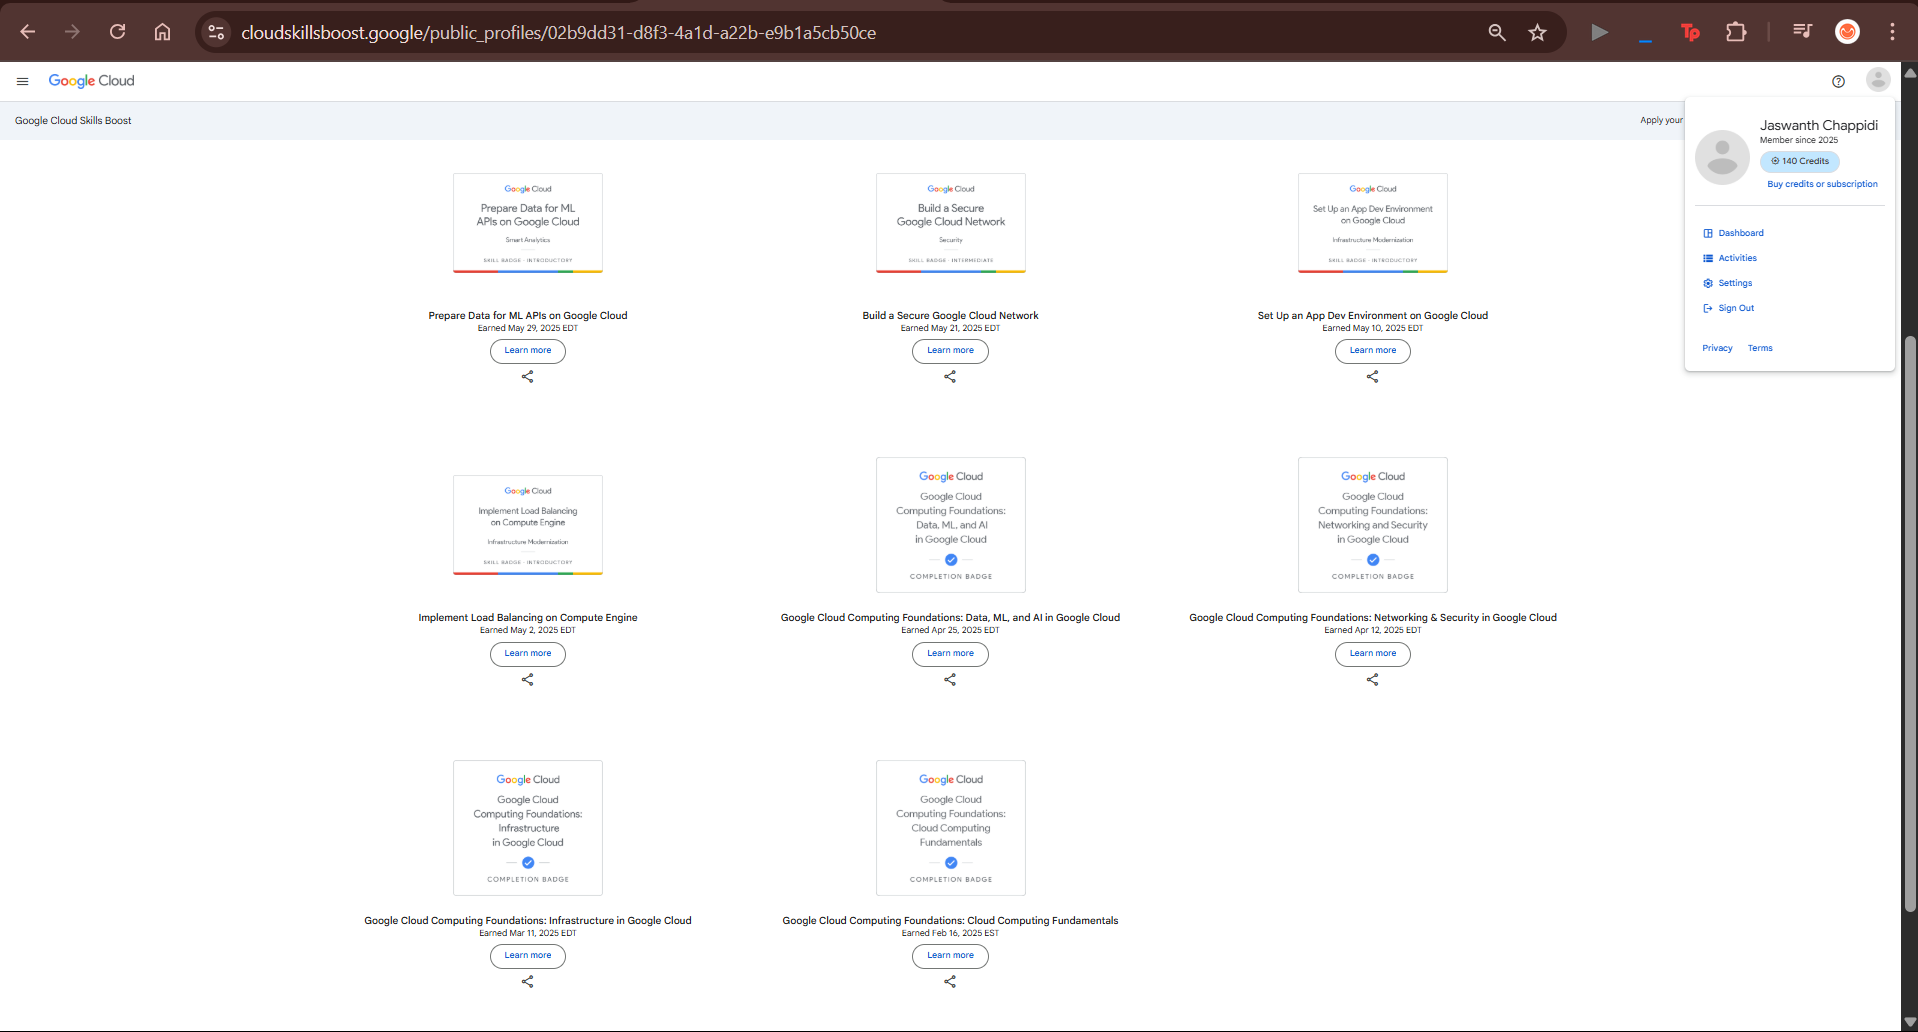 cloudskillsboost.google/public_profiles/02b9dd31-d8f3-4a1d-a22b-e9b1a5cb50ce
Tp
Google Cloud
Google Cloud Skills Boost
Apply your
Jaswanth Chappidi
Member since 2025
140 Credits
Buy credits or subscription
Dashboard
Activities
Settings
Sign Out
Privacy Terms
Google Cloud
Prepare Data for ML
APIs on Google Cloud
Smart Analytics
SKILL BADGE · INTRODUCTORY
Prepare Data for ML APIs on Google Cloud
Earned May 29, 2025 EDT
Learn more
Google Cloud
Build a Secure
Google Cloud Network
Security
SKILL BADGE · INTERMEDIATE
Build a Secure Google Cloud Network
Earned May 21, 2025 EDT
Learn more
Google Cloud
Set Up an App Dev Environment
on Google Cloud
Infrastructure Modernization
SKILL BADGE · INTRODUCTORY
Set Up an App Dev Environment on Google Cloud
Earned May 10, 2025 EDT
Learn more
Google Cloud
Implement Load Balancing
on Compute Engine
Infrastructure Modernization
SKILL BADGE · INTRODUCTORY
Implement Load Balancing on Compute Engine
Earned May 2, 2025 EDT
Learn more
Google Cloud
Google Cloud
Computing Foundations:
Data, ML, and AI
in Google Cloud
COMPLETION BADGE
Google Cloud Computing Foundations: Data, ML, and AI in Google Cloud
Earned Apr 25, 2025 EDT
Learn more
Google Cloud
Google Cloud
Computing Foundations:
Networking and Security
in Google Cloud
COMPLETION BADGE
Google Cloud Computing Foundations: Networking & Security in Google Cloud
Earned Apr 12, 2025 EDT
Learn more
Google Cloud
Google Cloud
Computing Foundations:
Infrastructure
in Google Cloud
COMPLETION BADGE
Google Cloud Computing Foundations: Infrastructure in Google Cloud
Earned Mar 11, 2025 EDT
Learn more
Google Cloud
Google Cloud
Computing Foundations:
Cloud Computing
Fundamentals
COMPLETION BADGE
Google Cloud Computing Foundations: Cloud Computing Fundamentals
Earned Feb 16, 2025 EST
Learn more